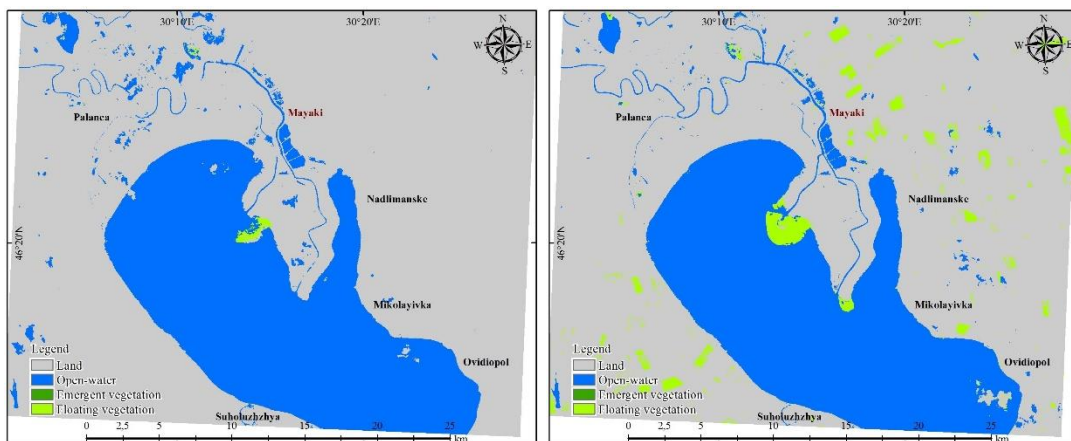 30°10'E 30°20'E
N
W E
S
Mayaki
Palanca
Nadlimanske
46°20'N
Mikolayivka
Ovidiopol
Legend
Land
Open-water
Emergent vegetation
Floating vegetation
Suholuzhzhya
0 2,5 5 10 15 20 25
km
30°10'E 30°20'E
N
W E
S
Mayaki
Palanca
Nadlimanske
46°20'N
Mikolayivka
Ovidiopol
Legend
Land
Open-water
Emergent vegetation
Floating vegetation
Suholuzhzhya
0 2,5 5 10 15 20 25
km